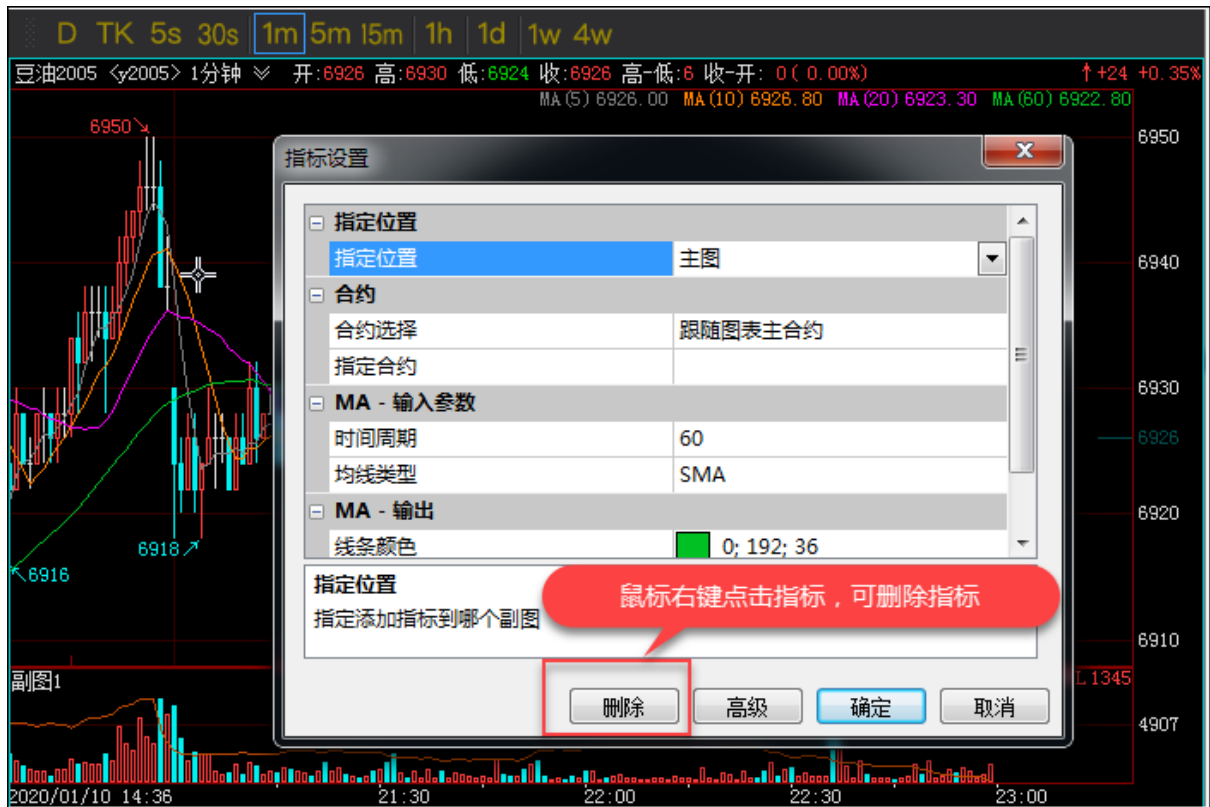 D TK 5s 30s 1m 5m 15m 1h 1d 1w 4w
豆油2005 <y2005> 1分钟 开:6926 高:6930 低:6924 收:6926 高-低:6 收-开: 0( 0.00%) ↑+24 +0.35%
MA(5) 6926.00 MA(10) 6926.80 MA(20) 6923.30 MA(60) 6922.80
6950
6950
指标设置
指定位置
指定位置 主图
6940
合约
合约选择 跟随图表主合约
指定合约
6930
MA - 输入参数
时间周期 60
6926
均线类型 SMA
MA - 输出
6920
线条颜色 0; 192; 36
6918
6916
指定位置
鼠标右键点击指标，可删除指标
指定添加指标到哪个副图
6910
副图1
L 1345
删除 高级 确定 取消
4907
2020/01/10 14:36 21:30 22:00 22:30 23:00